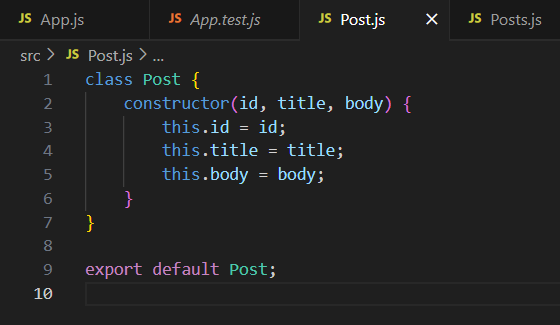 JS App.js JS App.test.js JS Post.js × JS Posts.js
src > JS Post.js > ...
1 class Post {
2     constructor(id, title, body) {
3         this.id = id;
4         this.title = title;
5         this.body = body;
6     }
7 }
8
9 export default Post;
10